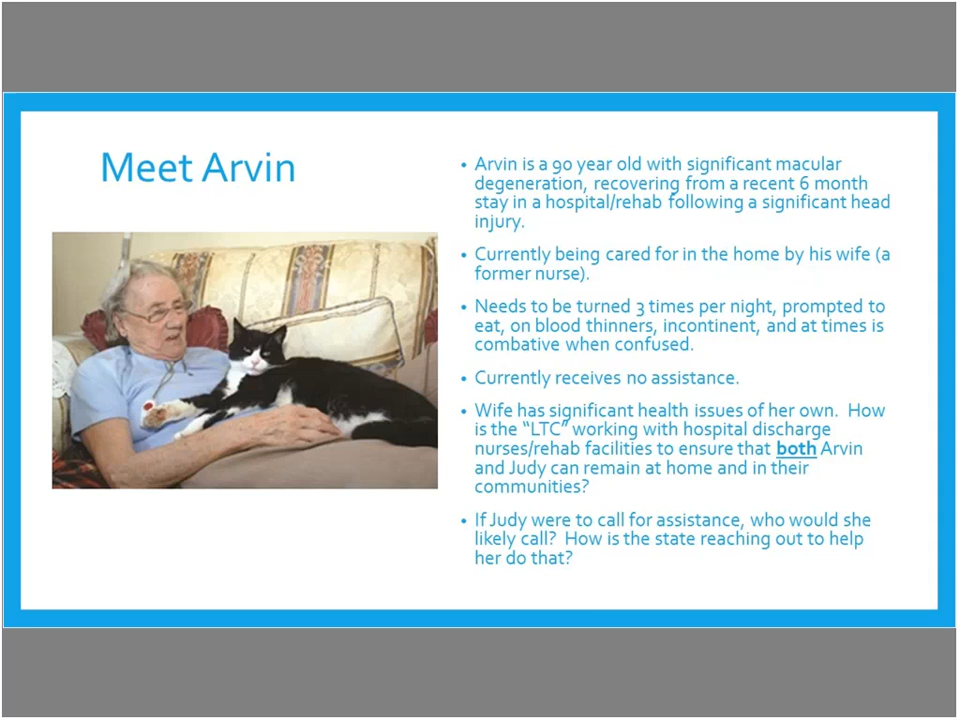 Meet Arvin
• Arvin is a 90 year old with significant macular
degeneration, recovering from a recent 6 month
stay in a hospital/rehab following a significant head
injury.
• Currently being cared for in the home by his wife (a
former nurse).
• Needs to be turned 3 times per night, prompted to
eat, on blood thinners, incontinent, and at times is
combative when confused.
• Currently receives no assistance.
• Wife has significant health issues of her own.  How
is the “LTC” working with hospital discharge
nurses/rehab facilities to ensure that both Arvin
and Judy can remain at home and in their
communities?
• If Judy were to call for assistance, who would she
likely call?  How is the state reaching out to help
her do that?